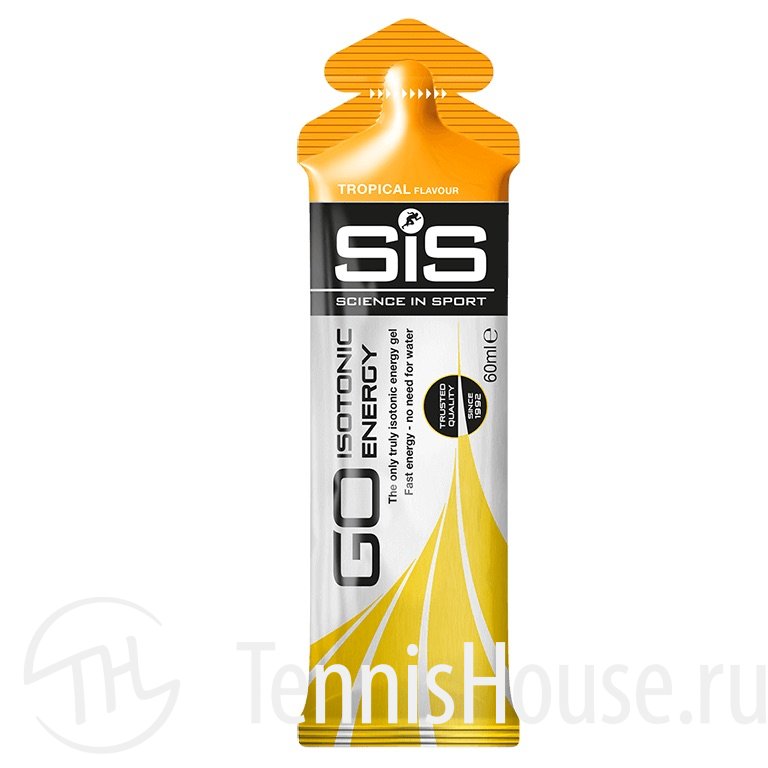 TROPICAL FLAVOUR
SiS
SCIENCE IN SPORT
GO ISOTONIC
ENERGY
The only truly isotonic energy gel
Fast energy - no need for water
60ml℮
TRUSTED
QUALITY
SINCE
1992
TH
TennisHouse.ru